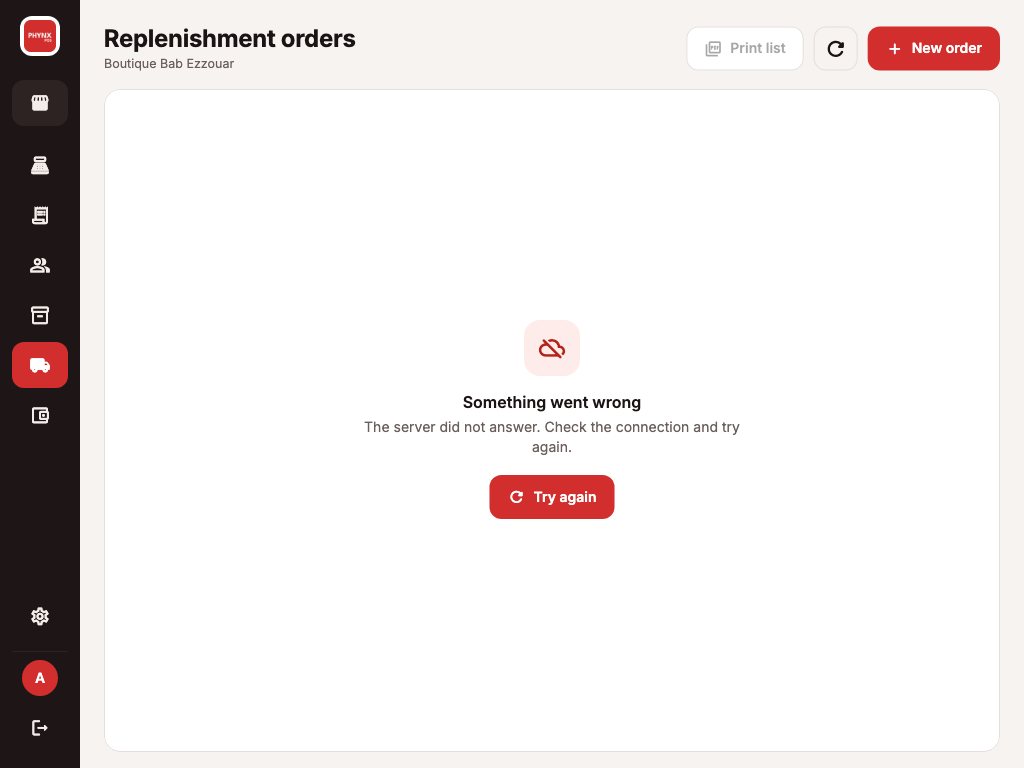 PHYNX
Replenishment orders
Boutique Bab Ezzouar
PDF
Print list
New order
Something went wrong
The server did not answer. Check the connection and try
again.
Try again
A